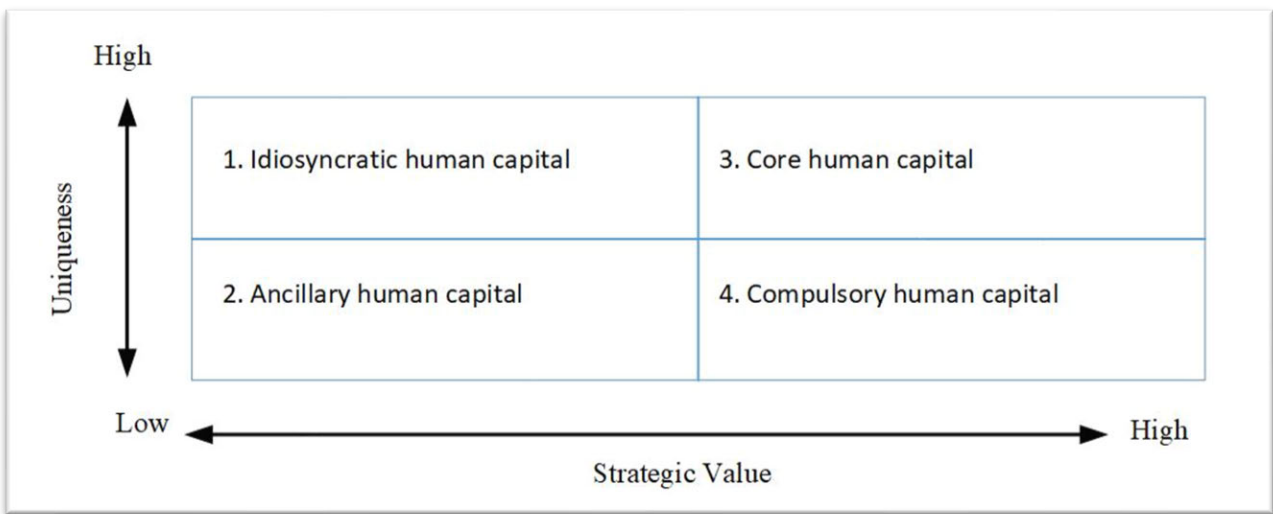 High
1. Idiosyncratic human capital
3. Core human capital
Uniqueness
2. Ancillary human capital
4. Compulsory human capital
Low
High
Strategic Value